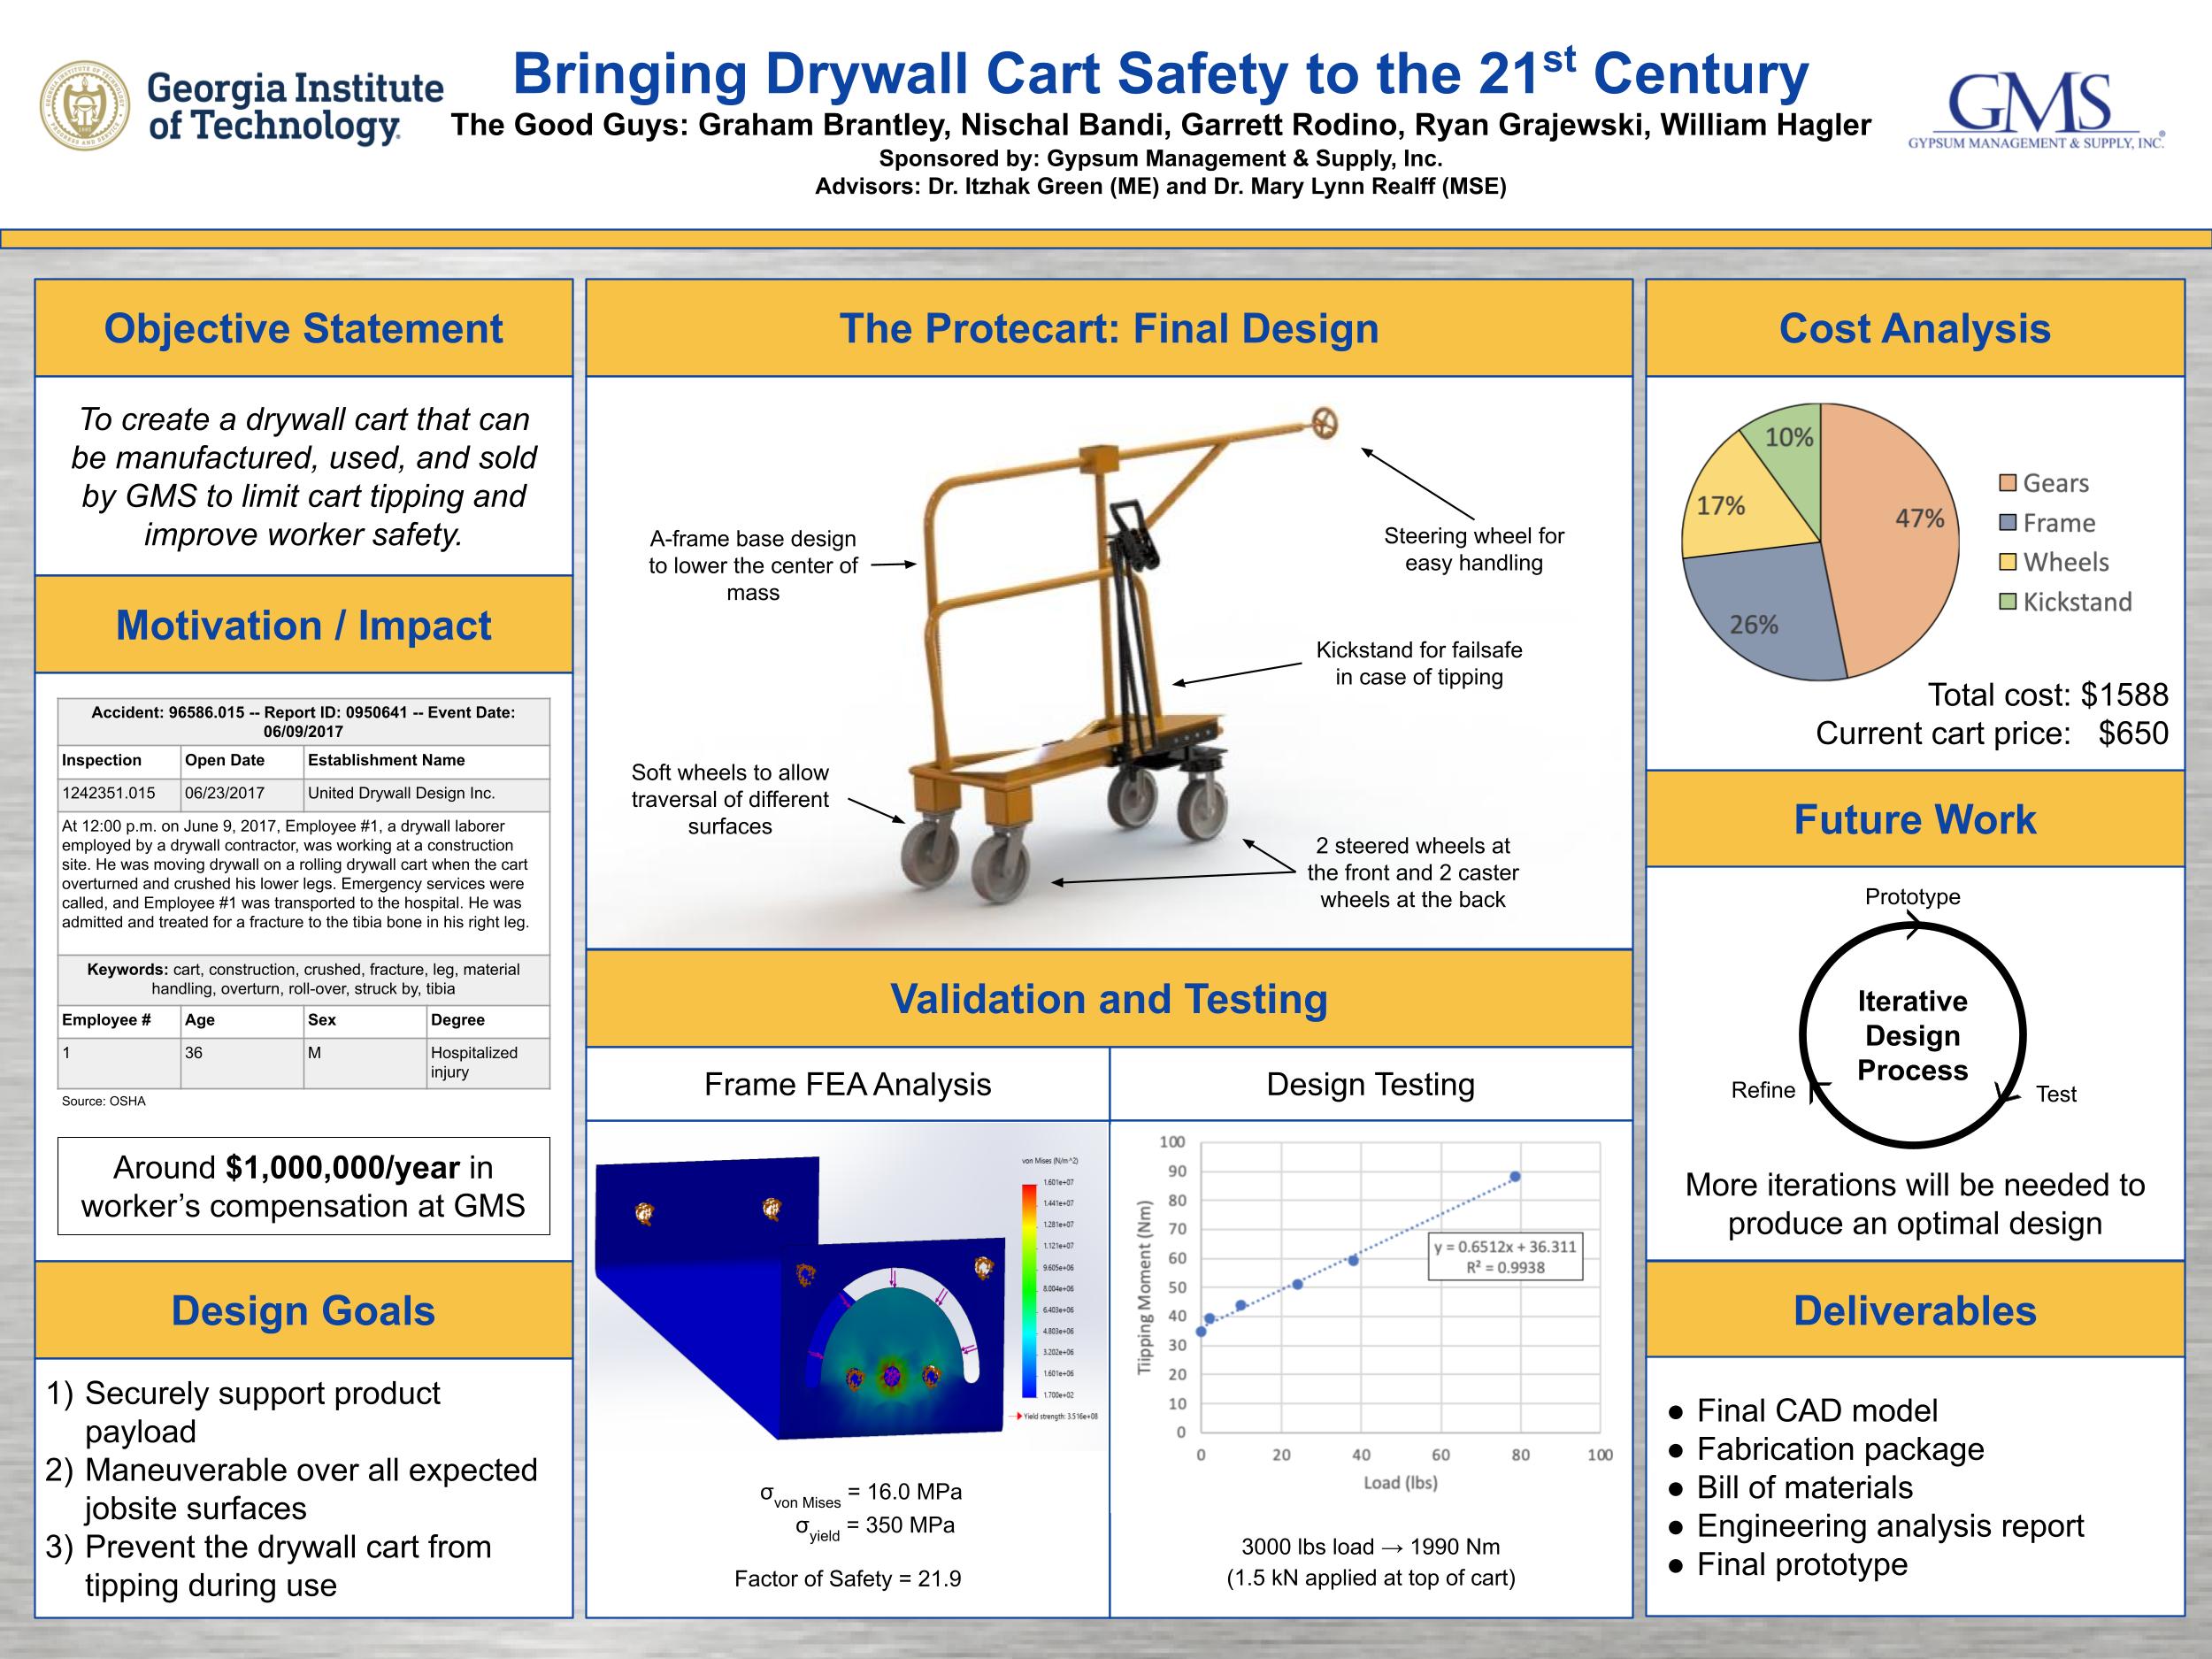 Georgia Institute
of Technology
Bringing Drywall Cart Safety to the 21st Century
The Good Guys: Graham Brantley, Nischal Bandi, Garrett Rodino, Ryan Grajewski, William Hagler
Sponsored by: Gypsum Management & Supply, Inc.
Advisors: Dr. Itzhak Green (ME) and Dr. Mary Lynn Realff (MSE)
GMS
GYPSUM MANAGEMENT & SUPPLY, INC.®
Objective Statement
To create a drywall cart that can
be manufactured, used, and sold
by GMS to limit cart tipping and
improve worker safety.
Motivation / Impact
Accident: 96586.015 -- Report ID: 0950641 -- Event Date:
06/09/2017
Inspection Open Date Establishment Name
1242351.015 06/23/2017 United Drywall Design Inc.
At 12:00 p.m. on June 9, 2017, Employee #1, a drywall laborer
employed by a drywall contractor, was working at a construction
site. He was moving drywall on a rolling drywall cart when the cart
overturned and crushed his lower legs. Emergency services were
called, and Employee #1 was transported to the hospital. He was
admitted and treated for a fracture to the tibia bone in his right leg.
Keywords: cart, construction, crushed, fracture, leg, material
handling, overturn, roll-over, struck by, tibia
Employee # Age Sex Degree
1 36 M Hospitalized
injury
Source: OSHA
Around $1,000,000/year in
worker's compensation at GMS
Design Goals
1) Securely support product
payload
2) Maneuverable over all expected
jobsite surfaces
3) Prevent the drywall cart from
tipping during use
The Protecart: Final Design
A-frame base design
to lower the center of
mass
Steering wheel for
easy handling
Kickstand for failsafe
in case of tipping
Soft wheels to allow
traversal of different
surfaces
2 steered wheels at
the front and 2 caster
wheels at the back
Validation and Testing
Frame FEA Analysis
von Mises (N/m^2)
1.601e+07
1.441e+07
1.281e+07
1.121e+07
9.605e+06
8.004e+06
6.403e+06
4.803e+06
3.202e+06
1.601e+06
1.700e+02
Yield strength: 3.516e+08
σvon Mises = 16.0 MPa
σyield = 350 MPa
Factor of Safety = 21.9
Design Testing
Tiipping Moment (Nm)
100
90
80
70
60
50
40
30
20
10
0
y = 0.6512x + 36.311
R² = 0.9938
0 20 40 60 80 100
Load (lbs)
3000 lbs load → 1990 Nm
(1.5 kN applied at top of cart)
Cost Analysis
10%
17%
47%
26%
Gears
Frame
Wheels
Kickstand
Total cost: $1588
Current cart price: $650
Future Work
Prototype
Iterative
Design
Process
Refine
Test
More iterations will be needed to
produce an optimal design
Deliverables
● Final CAD model
● Fabrication package
● Bill of materials
● Engineering analysis report
● Final prototype